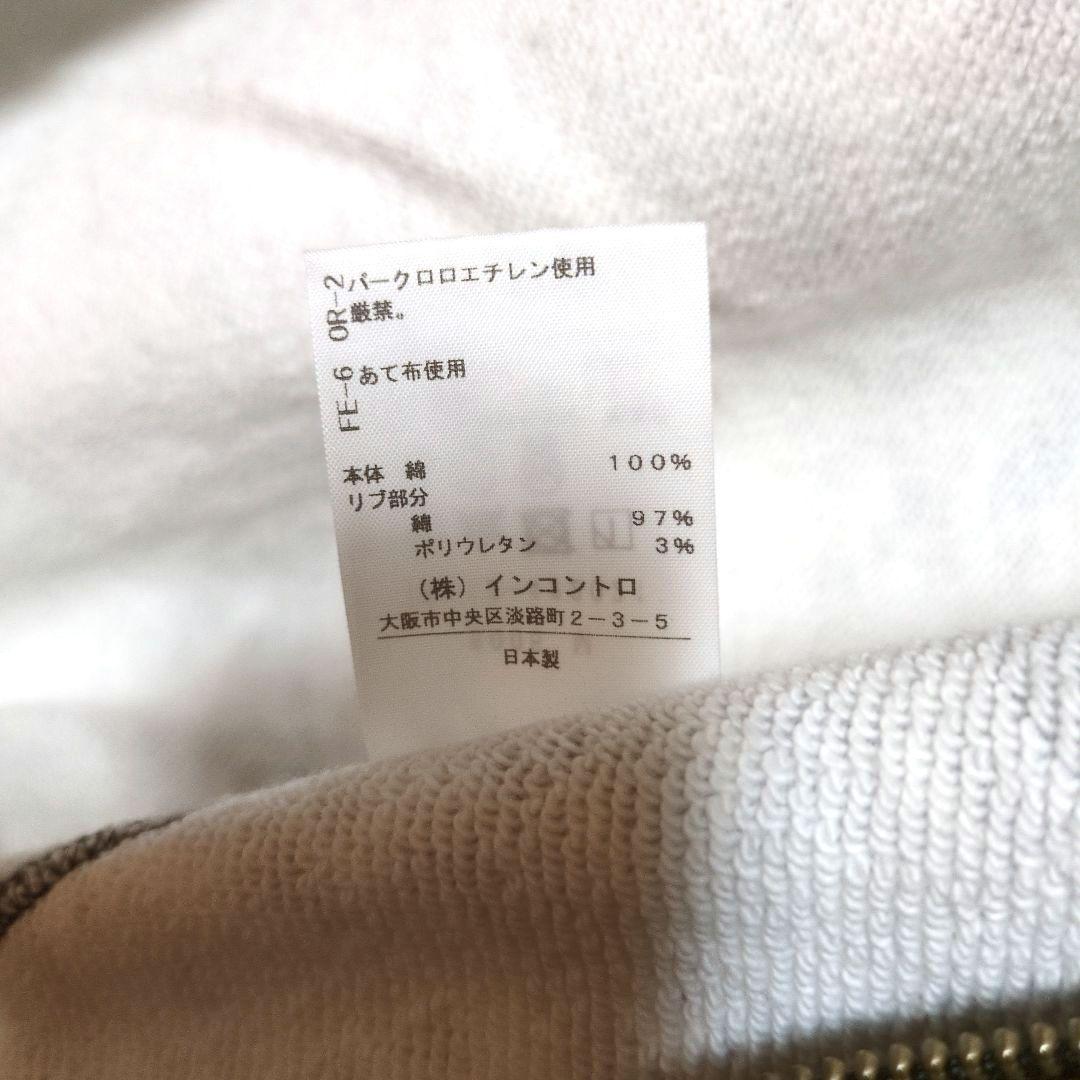 OR-2
パークロロエチレン使用
厳禁。
FE-6
あて布使用
本体 綿 100%
リブ部分
綿 97%
ポリウレタン 3%
(株) インコントロ
大阪市中央区淡路町2-3-5
日本製